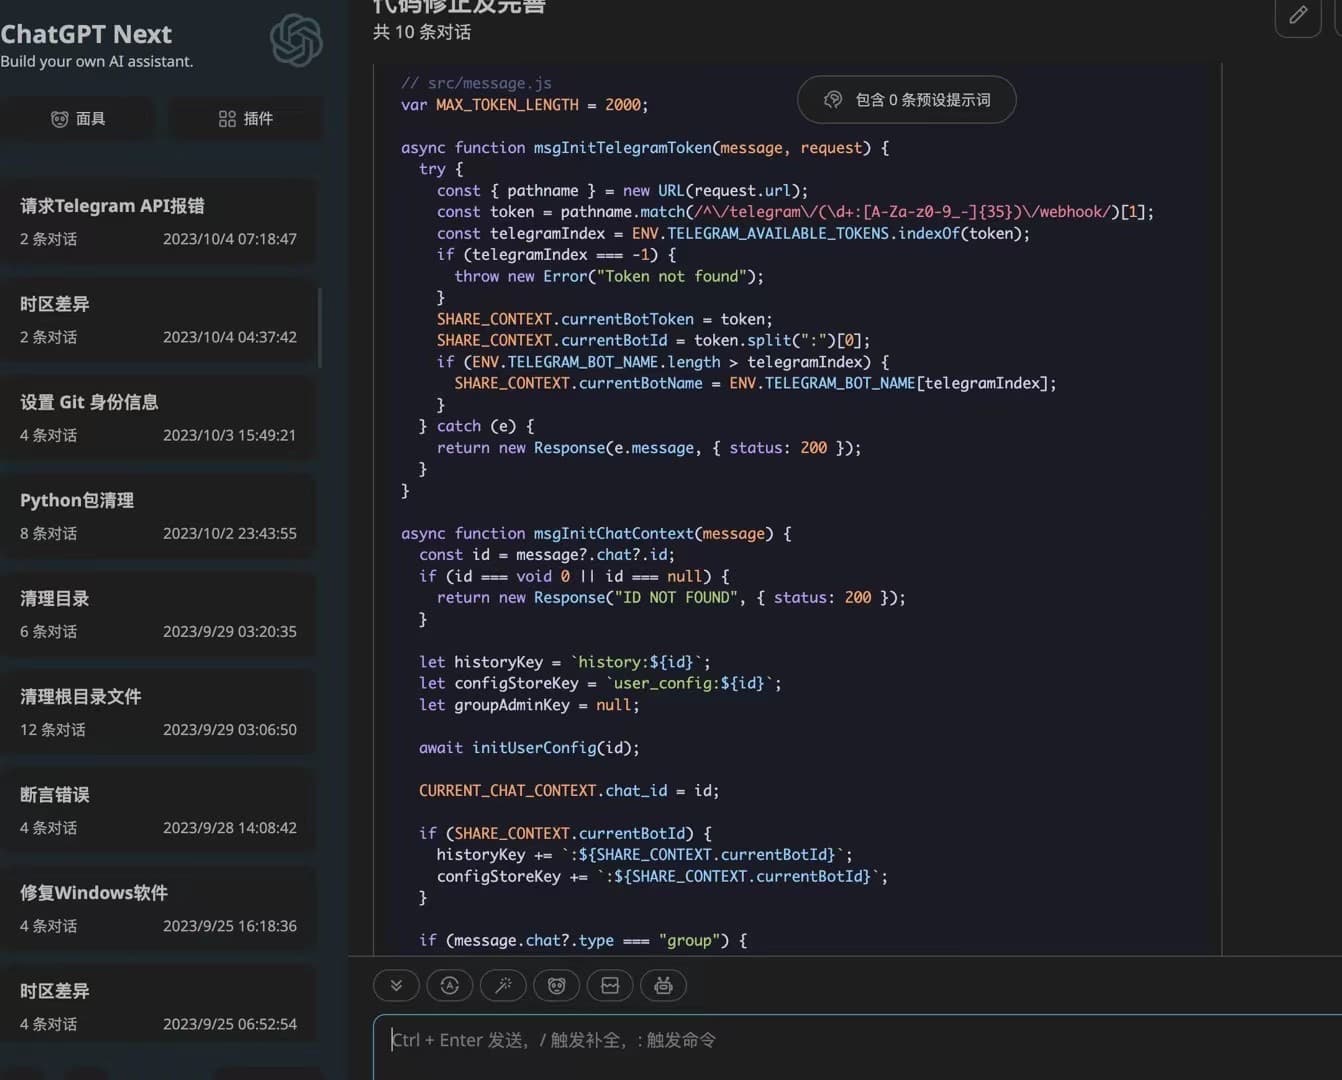 ChatGPT Next
Build your own AI assistant.
面具
插件
请求Telegram API报错
2 条对话 2023/10/4 07:18:47
时区差异
2 条对话 2023/10/4 04:37:42
设置 Git 身份信息
4 条对话 2023/10/3 15:49:21
Python包清理
8 条对话 2023/10/2 23:43:55
清理目录
6 条对话 2023/9/29 03:20:35
清理根目录文件
12 条对话 2023/9/29 03:06:50
断言错误
4 条对话 2023/9/28 14:08:42
修复Windows软件
4 条对话 2023/9/25 16:18:36
时区差异
4 条对话 2023/9/25 06:52:54
代码修正及完善
共 10 条对话
包含 0 条预设提示词
// src/message.js
var MAX_TOKEN_LENGTH = 2000;
async function msgInitTelegramToken(message, request) {
try {
const { pathname } = new URL(request.url);
const token = pathname.match(/^\/telegram\/(\d+:[A-Za-z0-9_-]{35})\/webhook/)[1];
const telegramIndex = ENV.TELEGRAM_AVAILABLE_TOKENS.indexOf(token);
if (telegramIndex === -1) {
throw new Error("Token not found");
}
SHARE_CONTEXT.currentBotToken = token;
SHARE_CONTEXT.currentBotId = token.split(":")[0];
if (ENV.TELEGRAM_BOT_NAME.length > telegramIndex) {
SHARE_CONTEXT.currentBotName = ENV.TELEGRAM_BOT_NAME[telegramIndex];
}
} catch (e) {
return new Response(e.message, { status: 200 });
}
}
async function msgInitChatContext(message) {
const id = message?.chat?.id;
if (id === void 0 || id === null) {
return new Response("ID NOT FOUND", { status: 200 });
}
let historyKey = `history:${id}`;
let configStoreKey = `user_config:${id}`;
let groupAdminKey = null;
await initUserConfig(id);
CURRENT_CHAT_CONTEXT.chat_id = id;
if (SHARE_CONTEXT.currentBotId) {
historyKey += `:${SHARE_CONTEXT.currentBotId}`;
configStoreKey += `:${SHARE_CONTEXT.currentBotId}`;
}
if (message.chat?.type === "group") {
Ctrl + Enter 发送，/ 触发补全，: 触发命令